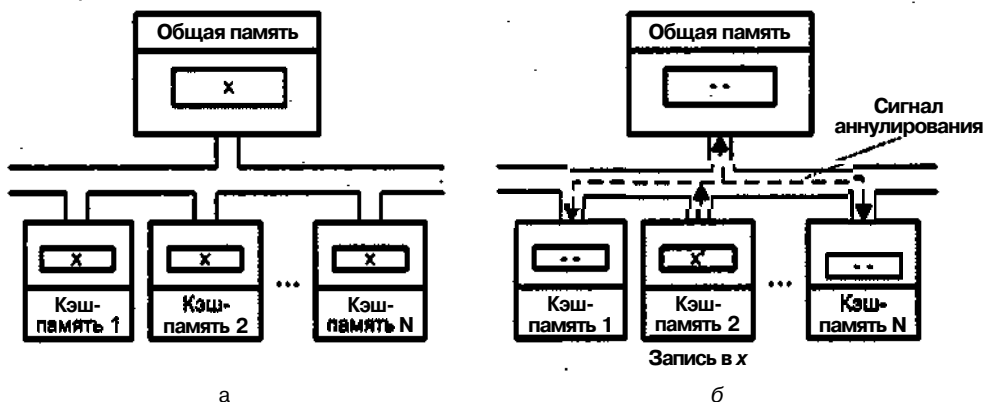 Общая память
x
x
x
x
...
Кэш-
память 1
Кэш-
память 2
Кэш-
память N
а
Общая память
--
Сигнал
аннулирования
--
x'
--
...
Кэш-
память 1
Кэш-
память 2
Кэш-
память N
Запись в x
б